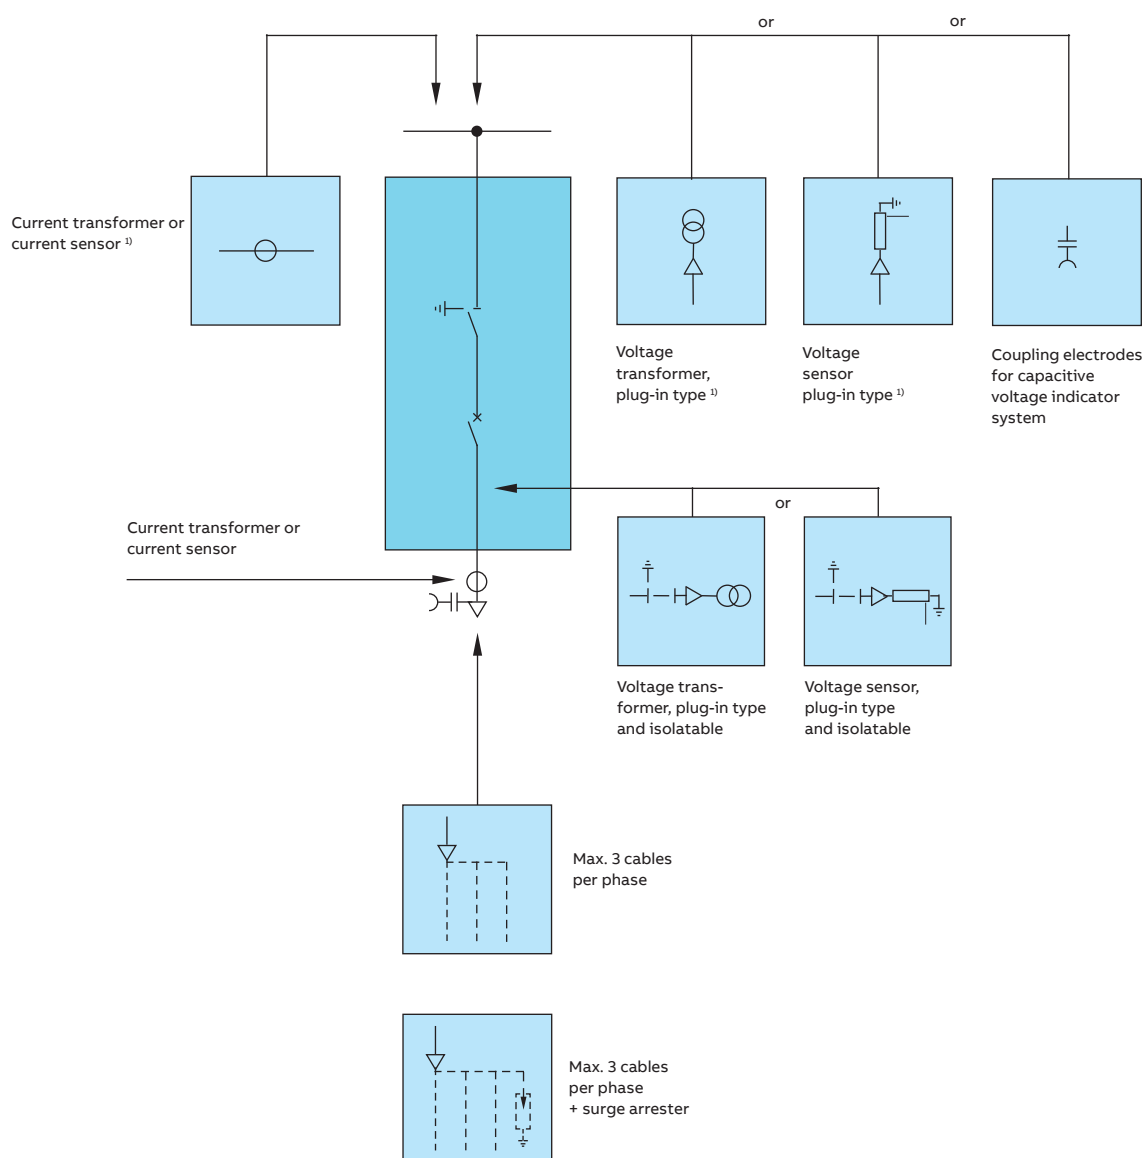 or
or
Current transformer or
current sensor ¹⁾
Voltage
transformer,
plug-in type ¹⁾
Voltage
sensor
plug-in type ¹⁾
Coupling electrodes
for capacitive
voltage indicator
system
or
Current transformer or
current sensor
Voltage trans-
former, plug-in type
and isolatable
Voltage sensor,
plug-in type
and isolatable
Max. 3 cables
per phase
Max. 3 cables
per phase
+ surge arrester